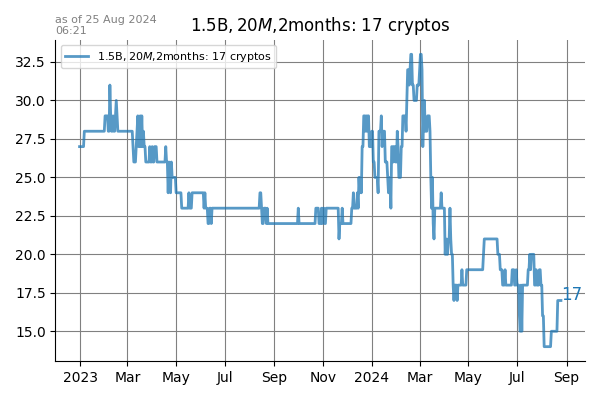 as of 25 Aug 2024
06:21
1.5B, 20M,2months: 17 cryptos
1.5B, 20M,2months: 17 cryptos
32.5
30.0
27.5
25.0
22.5
20.0
17.5
15.0
17
2023 Mar May Jul Sep Nov 2024 Mar May Jul Sep